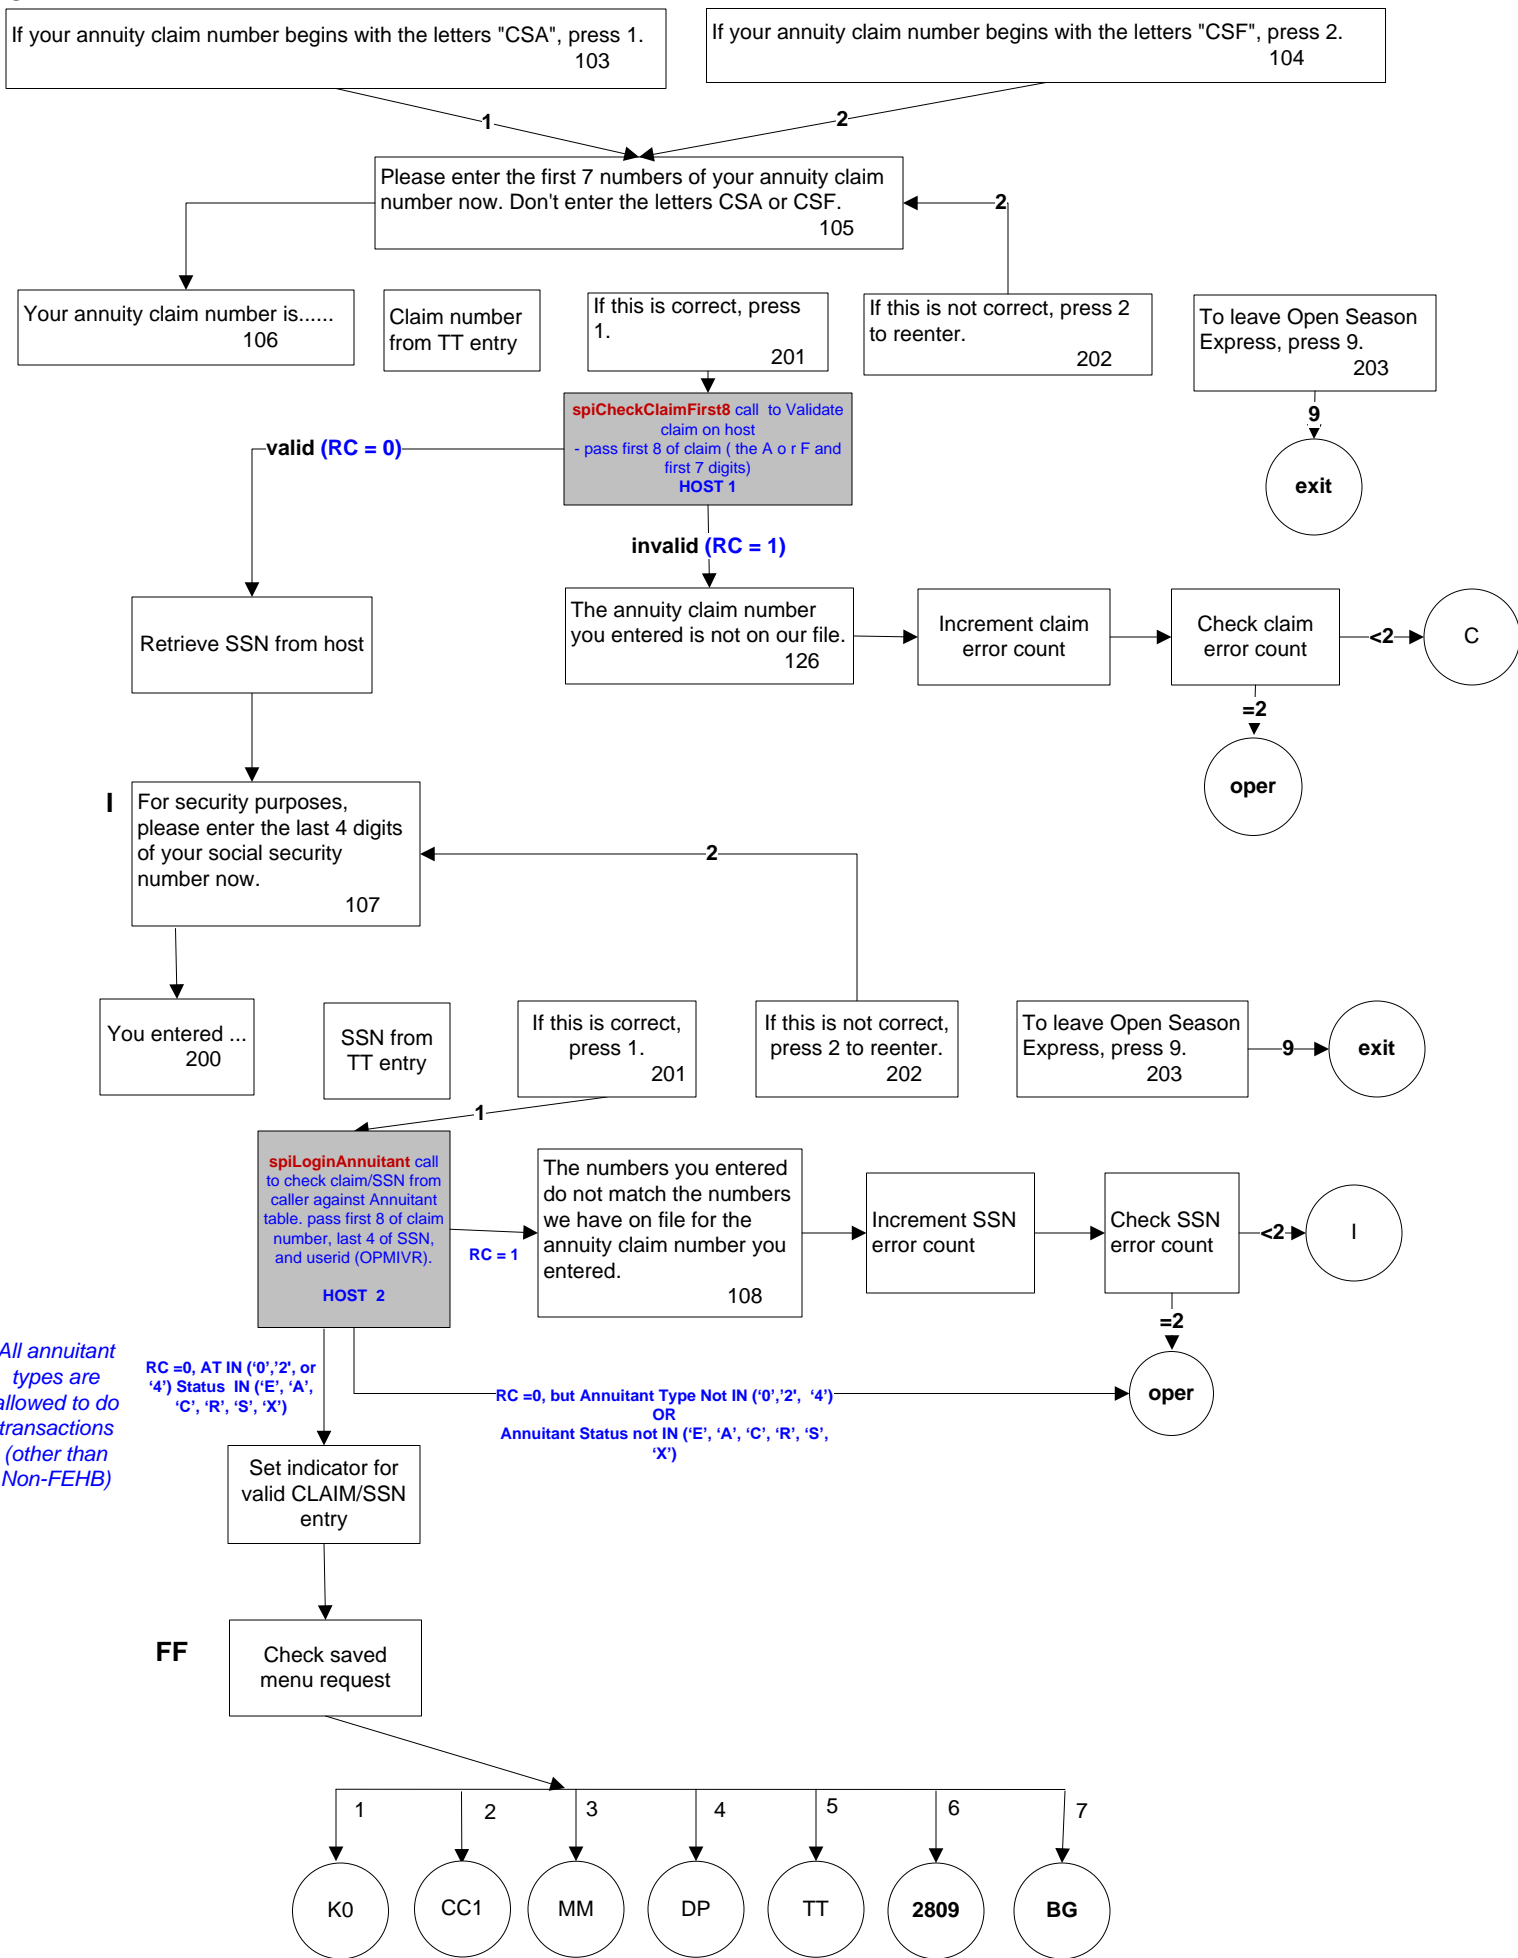 If your annuity claim number begins with the letters "CSA", press 1.
103
If your annuity claim number begins with the letters "CSF", press 2.
104
1
2
Please enter the first 7 numbers of your annuity claim
number now. Don't enter the letters CSA or CSF.
105
2
Your annuity claim number is......
106
Claim number
from TT entry
If this is correct, press
1.
201
If this is not correct, press 2
to reenter.
202
To leave Open Season
Express, press 9.
203
9
exit
spiCheckClaimFirst8 call to Validate
claim on host
- pass first 8 of claim ( the A o r F and
first 7 digits)
HOST 1
valid (RC = 0)
invalid (RC = 1)
Retrieve SSN from host
The annuity claim number
you entered is not on our file.
126
Increment claim
error count
Check claim
error count
<2
C
=2
oper
I
For security purposes,
please enter the last 4 digits
of your social security
number now.
107
2
You entered ...
200
SSN from
TT entry
If this is correct,
press 1.
201
If this is not correct,
press 2 to reenter.
202
To leave Open Season
Express, press 9.
203
9
exit
1
spiLoginAnnuitant call
to check claim/SSN from
caller against Annuitant
table. pass first 8 of claim
number, last 4 of SSN,
and userid (OPMIVR).
HOST 2
RC = 1
The numbers you entered
do not match the numbers
we have on file for the
annuity claim number you
entered.
108
Increment SSN
error count
Check SSN
error count
<2
I
=2
oper
All annuitant
types are
allowed to do
transactions
(other than
Non-FEHB)
RC =0, AT IN ('0','2', or
'4') Status IN ('E', 'A',
'C', 'R', 'S', 'X')
RC =0, but Annuitant Type Not IN ('0','2', '4')
OR
Annuitant Status not IN ('E', 'A', 'C', 'R', 'S',
'X')
Set indicator for
valid CLAIM/SSN
entry
FF
Check saved
menu request
1
2
3
4
5
6
7
K0
CC1
MM
DP
TT
2809
BG